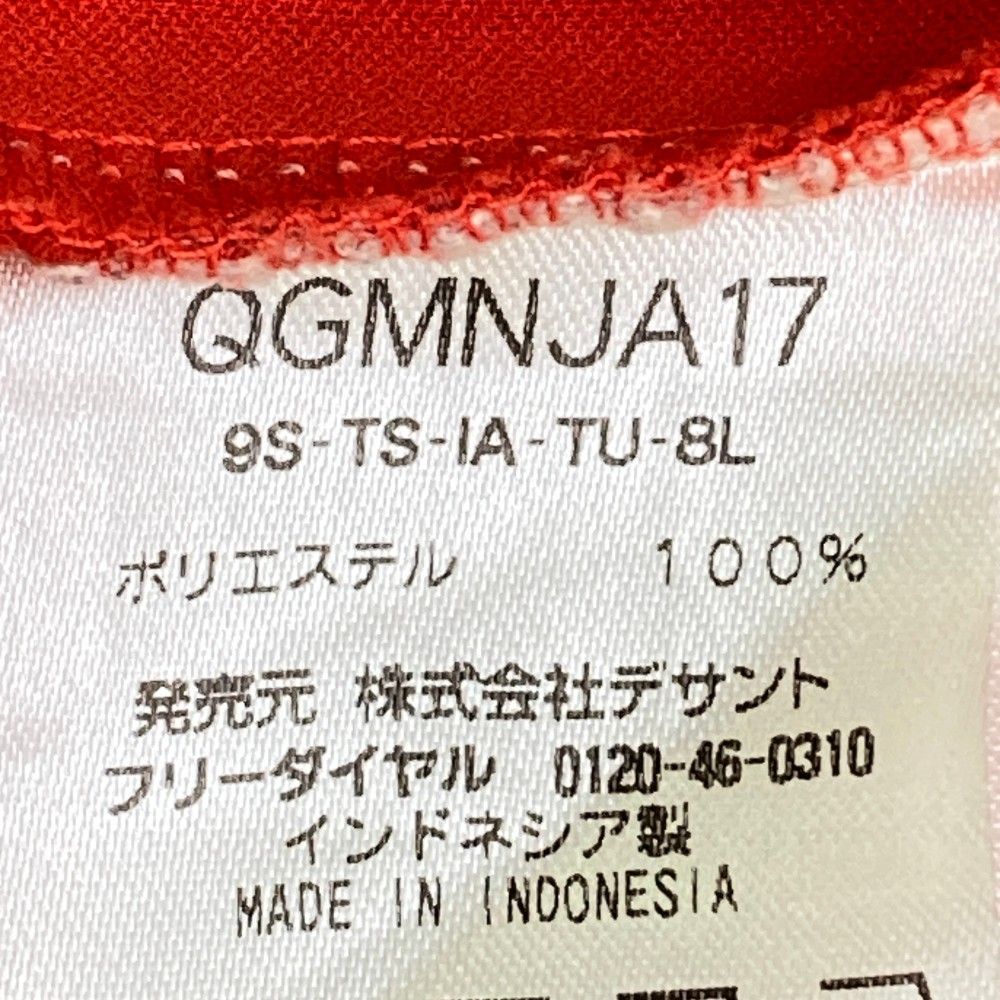 QGMNJA17
9S-TS-IA-TU-8L
ポリエステル 100%
発売元 株式会社デサント
フリーダイヤル 0120-46-0310
インドネシア製
MADE IN INDONESIA